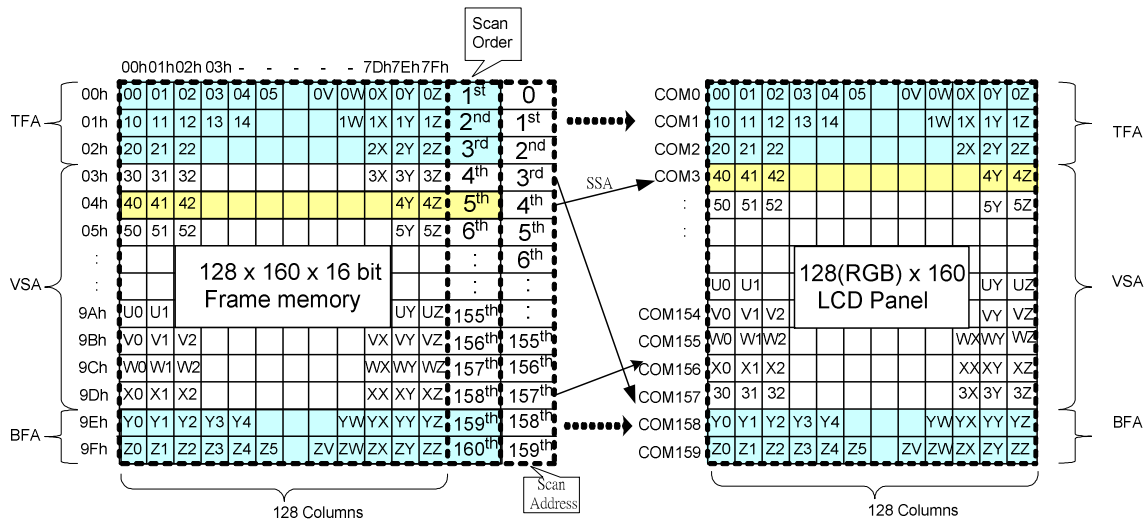 Scan
Order
00h 01h 02h 03h - - - - 7Dh 7Eh 7Fh
00h 00 01 02 03 04 05 0V 0W 0X 0Y 0Z 1st 0
01h 10 11 12 13 14 1W 1X 1Y 1Z 2nd 1st
02h 20 21 22 2X 2Y 2Z 3rd 2nd
03h 30 31 32 3X 3Y 3Z 4th 3rd
04h 40 41 42 4Y 4Z 5th 4th
05h 50 51 52 5Y 5Z 6th 5th
: : 6th
: : :
9Ah U0 U1 UY UZ 155th :
9Bh V0 V1 V2 VX VY VZ 156th 155th
9Ch W0 W1 W2 WX WY WZ 157th 156th
9Dh X0 X1 X2 XX XY XZ 158th 157th
9Eh Y0 Y1 Y2 Y3 Y4 YW YX YY YZ 159th 158th
9Fh Z0 Z1 Z2 Z3 Z4 Z5 ZV ZW ZX ZY ZZ 160th 159th
TFA
VSA
BFA
128 x 160 x 16 bit
Frame memory
128 Columns
Scan
Address
SSA
COM0 00 01 02 03 04 05 0V 0W 0X 0Y 0Z
COM1 10 11 12 13 14 1W 1X 1Y 1Z
COM2 20 21 22 2X 2Y 2Z
COM3 40 41 42 4Y 4Z
: 50 51 52 5Y 5Z
:
U0 U1 UY UZ
COM154 V0 V1 V2 VY VZ
COM155 W0 W1 W2 WX WY WZ
COM156 X0 X1 X2 XX XY XZ
COM157 30 31 32 3X 3Y 3Z
COM158 Y0 Y1 Y2 Y3 Y4 YW YX YY YZ
COM159 Z0 Z1 Z2 Z3 Z4 Z5 ZV ZW ZX ZY ZZ
128(RGB) x 160
LCD Panel
TFA
VSA
BFA
128 Columns